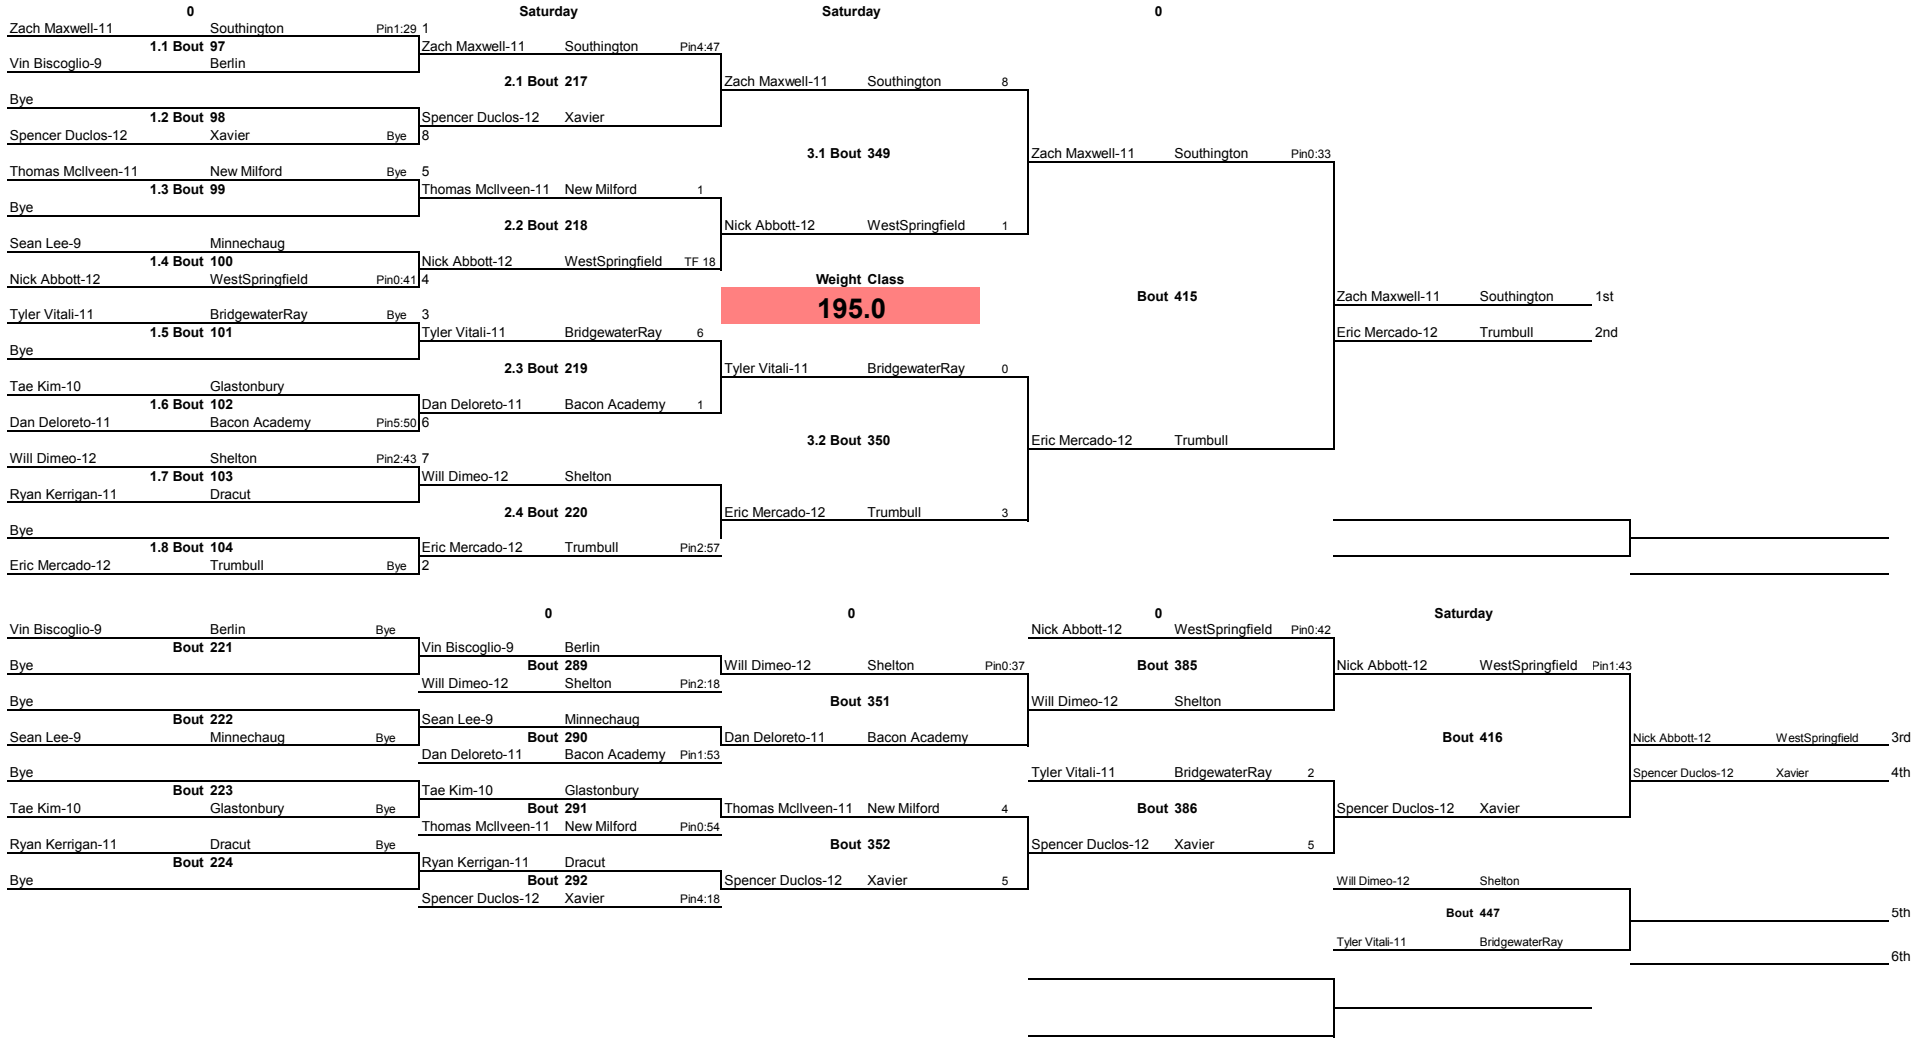 0 Saturday Saturday 0
Zach Maxwell-11 Southington Pin1:29 1
1.1 Bout 97 Zach Maxwell-11 Southington Pin4:47
Vin Biscoglio-9 Berlin
2.1 Bout 217 Zach Maxwell-11 Southington 8
Bye
1.2 Bout 98 Spencer Duclos-12 Xavier
Spencer Duclos-12 Xavier Bye 8
3.1 Bout 349 Zach Maxwell-11 Southington Pin0:33
Thomas McIlveen-11 New Milford Bye 5
1.3 Bout 99 Thomas McIlveen-11 New Milford 1
Bye
2.2 Bout 218 Nick Abbott-12 WestSpringfield 1
Sean Lee-9 Minnechaug
1.4 Bout 100 Nick Abbott-12 WestSpringfield TF 18
Nick Abbott-12 WestSpringfield Pin0:41 4 Weight Class
Bout 415 Zach Maxwell-11 Southington 1st
195.0
Tyler Vitali-11 BridgewaterRay Bye 3
1.5 Bout 101 Tyler Vitali-11 BridgewaterRay 6 Eric Mercado-12 Trumbull 2nd
Bye
2.3 Bout 219 Tyler Vitali-11 BridgewaterRay 0
Tae Kim-10 Glastonbury
1.6 Bout 102 Dan Deloreto-11 Bacon Academy 1
Dan Deloreto-11 Bacon Academy Pin5:50 6
3.2 Bout 350 Eric Mercado-12 Trumbull
Will Dimeo-12 Shelton Pin2:43 7
1.7 Bout 103 Will Dimeo-12 Shelton
Ryan Kerrigan-11 Dracut
2.4 Bout 220 Eric Mercado-12 Trumbull 3
Bye
1.8 Bout 104 Eric Mercado-12 Trumbull Pin2:57
Eric Mercado-12 Trumbull Bye 2
0 0 0 Saturday
Vin Biscoglio-9 Berlin Bye Nick Abbott-12 WestSpringfield Pin0:42
Bout 221 Vin Biscoglio-9 Berlin
Bye Bout 289 Will Dimeo-12 Shelton Pin0:37 Bout 385 Nick Abbott-12 WestSpringfield Pin1:43
Will Dimeo-12 Shelton Pin2:18
Bye Bout 351 Will Dimeo-12 Shelton
Bout 222 Sean Lee-9 Minnechaug
Sean Lee-9 Minnechaug Bye Bout 290 Dan Deloreto-11 Bacon Academy Bout 416 Nick Abbott-12 WestSpringfield 3rd
Dan Deloreto-11 Bacon Academy Pin1:53
Bye Tyler Vitali-11 BridgewaterRay 2 Spencer Duclos-12 Xavier 4th
Bout 223 Tae Kim-10 Glastonbury
Tae Kim-10 Glastonbury Bye Bout 291 Thomas McIlveen-11 New Milford 4 Bout 386 Spencer Duclos-12 Xavier
Thomas McIlveen-11 New Milford Pin0:54
Ryan Kerrigan-11 Dracut Bye Bout 352 Spencer Duclos-12 Xavier 5
Bout 224 Ryan Kerrigan-11 Dracut
Bye Bout 292 Spencer Duclos-12 Xavier 5 Will Dimeo-12 Shelton
Spencer Duclos-12 Xavier Pin4:18
Bout 447 5th
Tyler Vitali-11 BridgewaterRay
6th